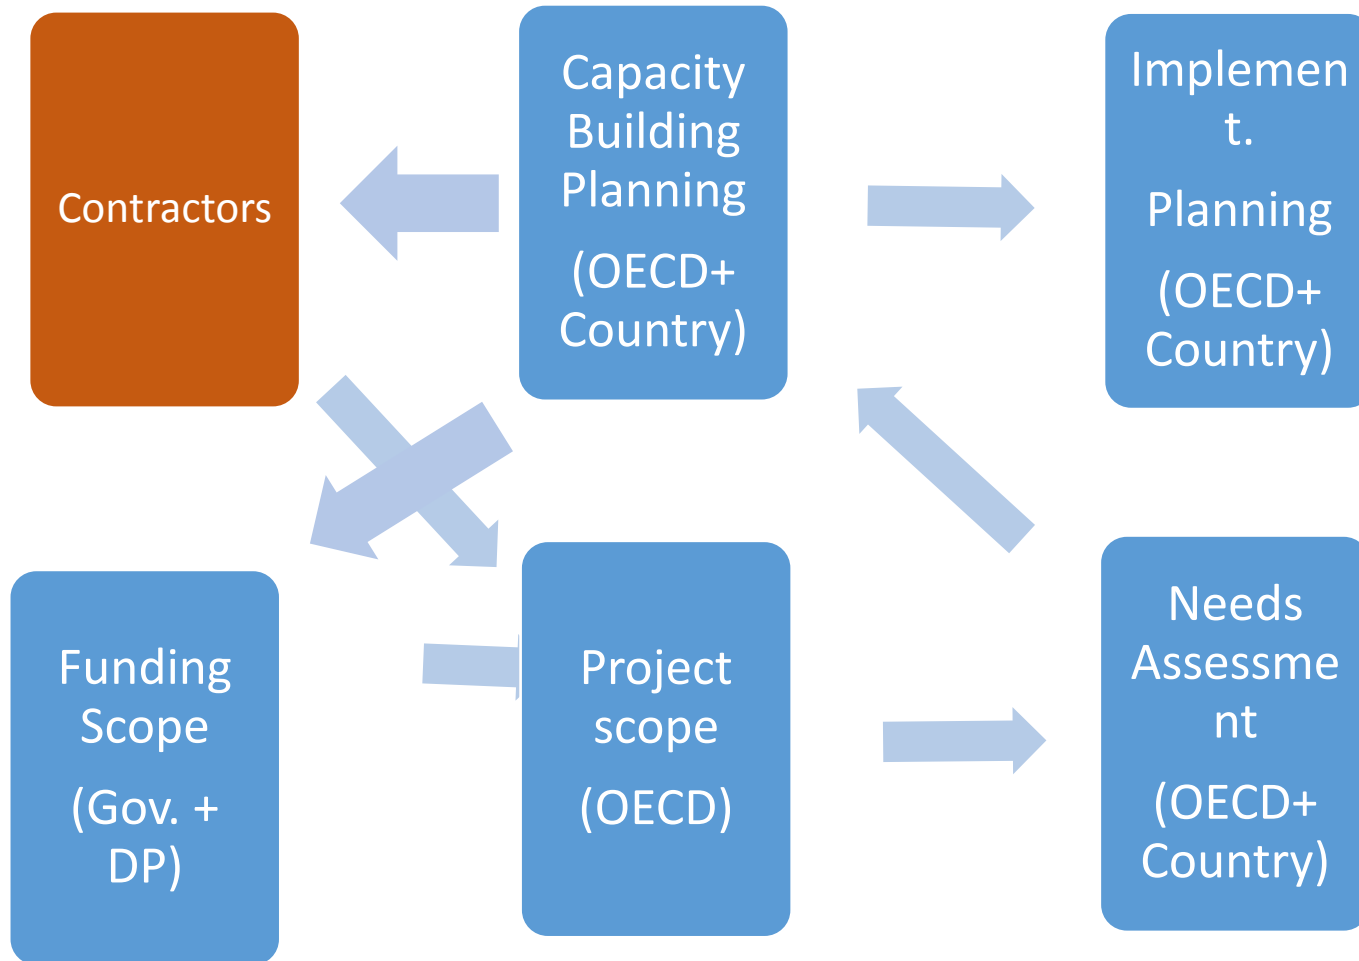 Contractors
Capacity
Building
Planning
(OECD+
Country)
Implemen
t.
Planning
(OECD+
Country)
Funding
Scope
(Gov. +
DP)
Project
scope
(OECD)
Needs
Assessme
nt
(OECD+
Country)